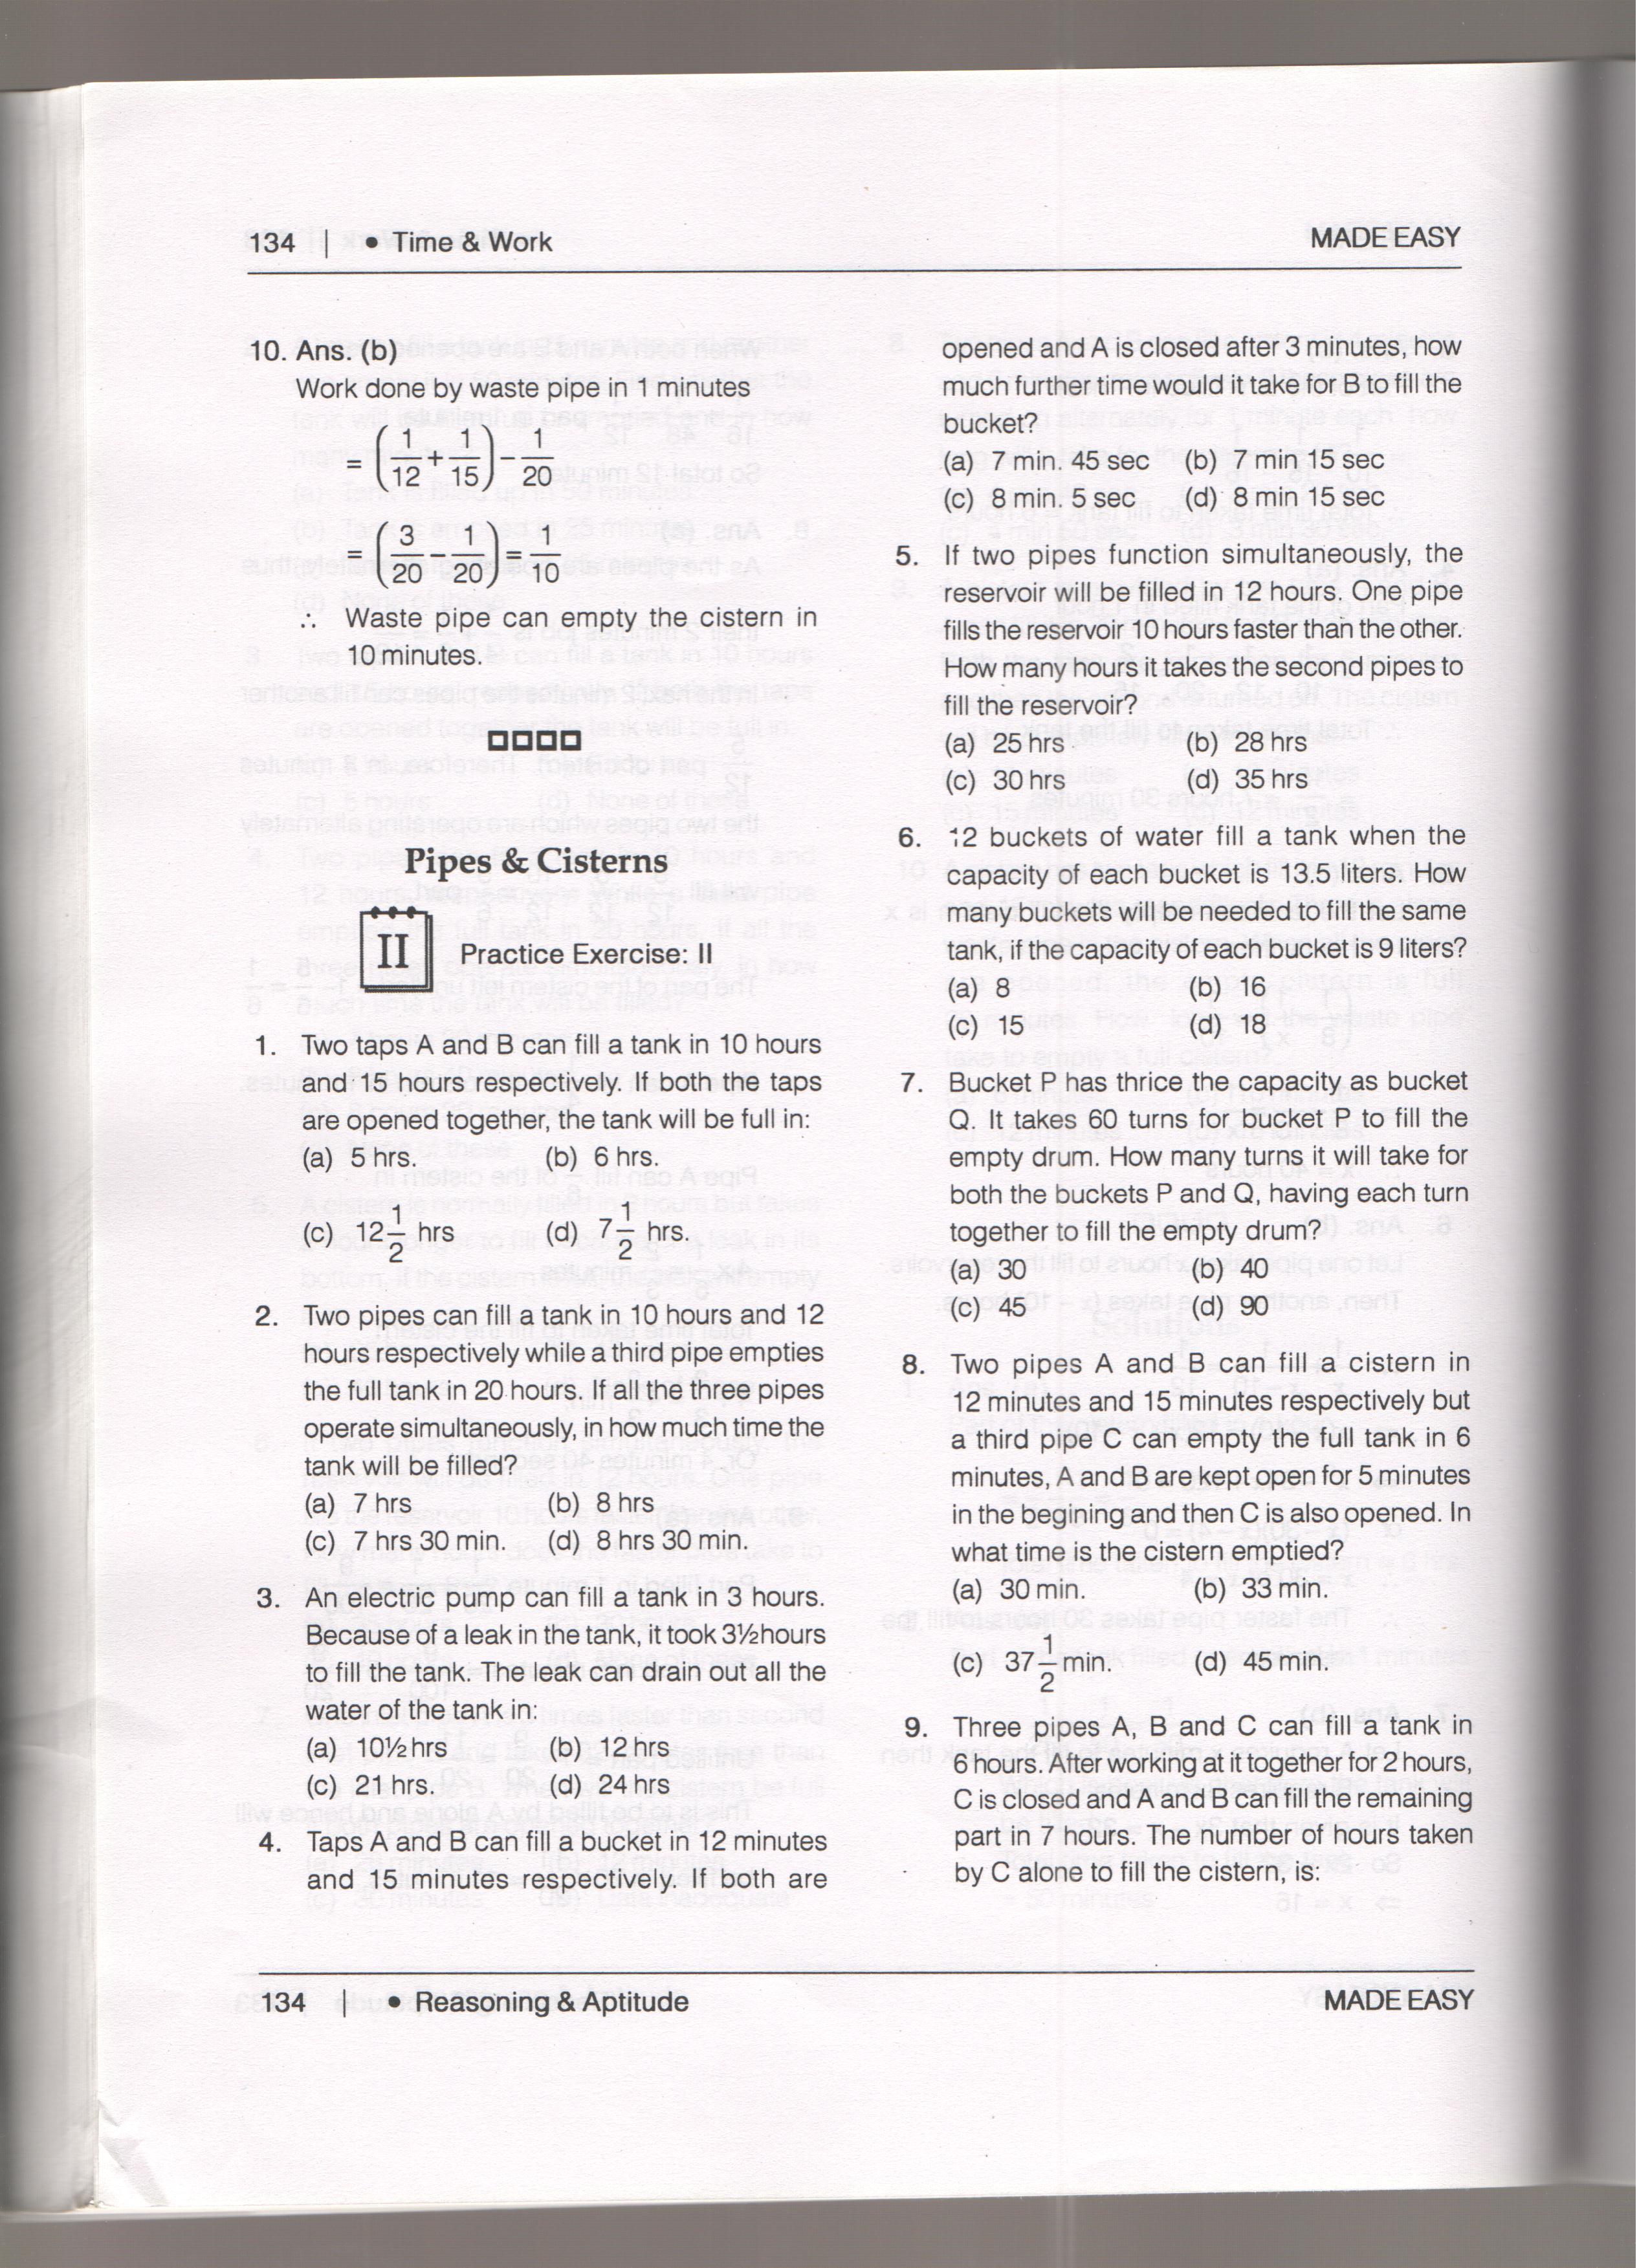 134 | • Time & Work MADE EASY
10. Ans. (b)
Work done by waste pipe in 1 minutes
= (1/12 + 1/15) − 1/20
= (3/20 − 1/20) = 1/10
∴ Waste pipe can empty the cistern in
10 minutes.
Pipes & Cisterns
II Practice Exercise: II
1. Two taps A and B can fill a tank in 10 hours
and 15 hours respectively. If both the taps
are opened together, the tank will be full in:
(a) 5 hrs. (b) 6 hrs.
(c) 12 1/2 hrs (d) 7 1/2 hrs.
2. Two pipes can fill a tank in 10 hours and 12
hours respectively while a third pipe empties
the full tank in 20 hours. If all the three pipes
operate simultaneously, in how much time the
tank will be filled?
(a) 7 hrs (b) 8 hrs
(c) 7 hrs 30 min. (d) 8 hrs 30 min.
3. An electric pump can fill a tank in 3 hours.
Because of a leak in the tank, it took 3½ hours
to fill the tank. The leak can drain out all the
water of the tank in:
(a) 10½ hrs (b) 12 hrs
(c) 21 hrs. (d) 24 hrs
4. Taps A and B can fill a bucket in 12 minutes
and 15 minutes respectively. If both are
opened and A is closed after 3 minutes, how
much further time would it take for B to fill the
bucket?
(a) 7 min. 45 sec (b) 7 min 15 sec
(c) 8 min. 5 sec (d) 8 min 15 sec
5. If two pipes function simultaneously, the
reservoir will be filled in 12 hours. One pipe
fills the reservoir 10 hours faster than the other.
How many hours it takes the second pipes to
fill the reservoir?
(a) 25 hrs (b) 28 hrs
(c) 30 hrs (d) 35 hrs
6. 12 buckets of water fill a tank when the
capacity of each bucket is 13.5 liters. How
many buckets will be needed to fill the same
tank, if the capacity of each bucket is 9 liters?
(a) 8 (b) 16
(c) 15 (d) 18
7. Bucket P has thrice the capacity as bucket
Q. It takes 60 turns for bucket P to fill the
empty drum. How many turns it will take for
both the buckets P and Q, having each turn
together to fill the empty drum?
(a) 30 (b) 40
(c) 45 (d) 90
8. Two pipes A and B can fill a cistern in
12 minutes and 15 minutes respectively but
a third pipe C can empty the full tank in 6
minutes, A and B are kept open for 5 minutes
in the begining and then C is also opened. In
what time is the cistern emptied?
(a) 30 min. (b) 33 min.
(c) 37 1/2 min. (d) 45 min.
9. Three pipes A, B and C can fill a tank in
6 hours. After working at it together for 2 hours,
C is closed and A and B can fill the remaining
part in 7 hours. The number of hours taken
by C alone to fill the cistern, is:
134 | • Reasoning & Aptitude MADE EASY